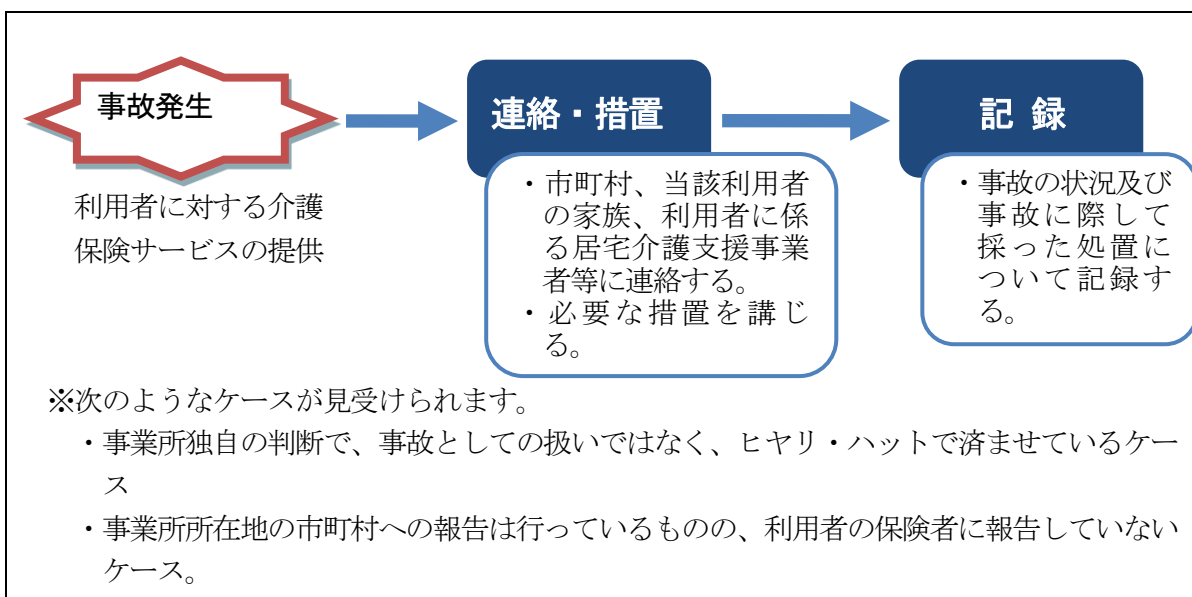 事故発生
利用者に対する介護
保険サービスの提供
連絡・措置
・市町村、当該利用者
の家族、利用者に係
る居宅介護支援事業
者等に連絡する。
・必要な措置を講じ
る。
記 録
・事故の状況及び
事故に際して
採った処置に
ついて記録す
る。
※次のようなケースが見受けられます。
・事業所独自の判断で、事故としての扱いではなく、ヒヤリ・ハットで済ませているケー
ス
・事業所所在地の市町村への報告は行っているものの、利用者の保険者に報告していない
ケース。